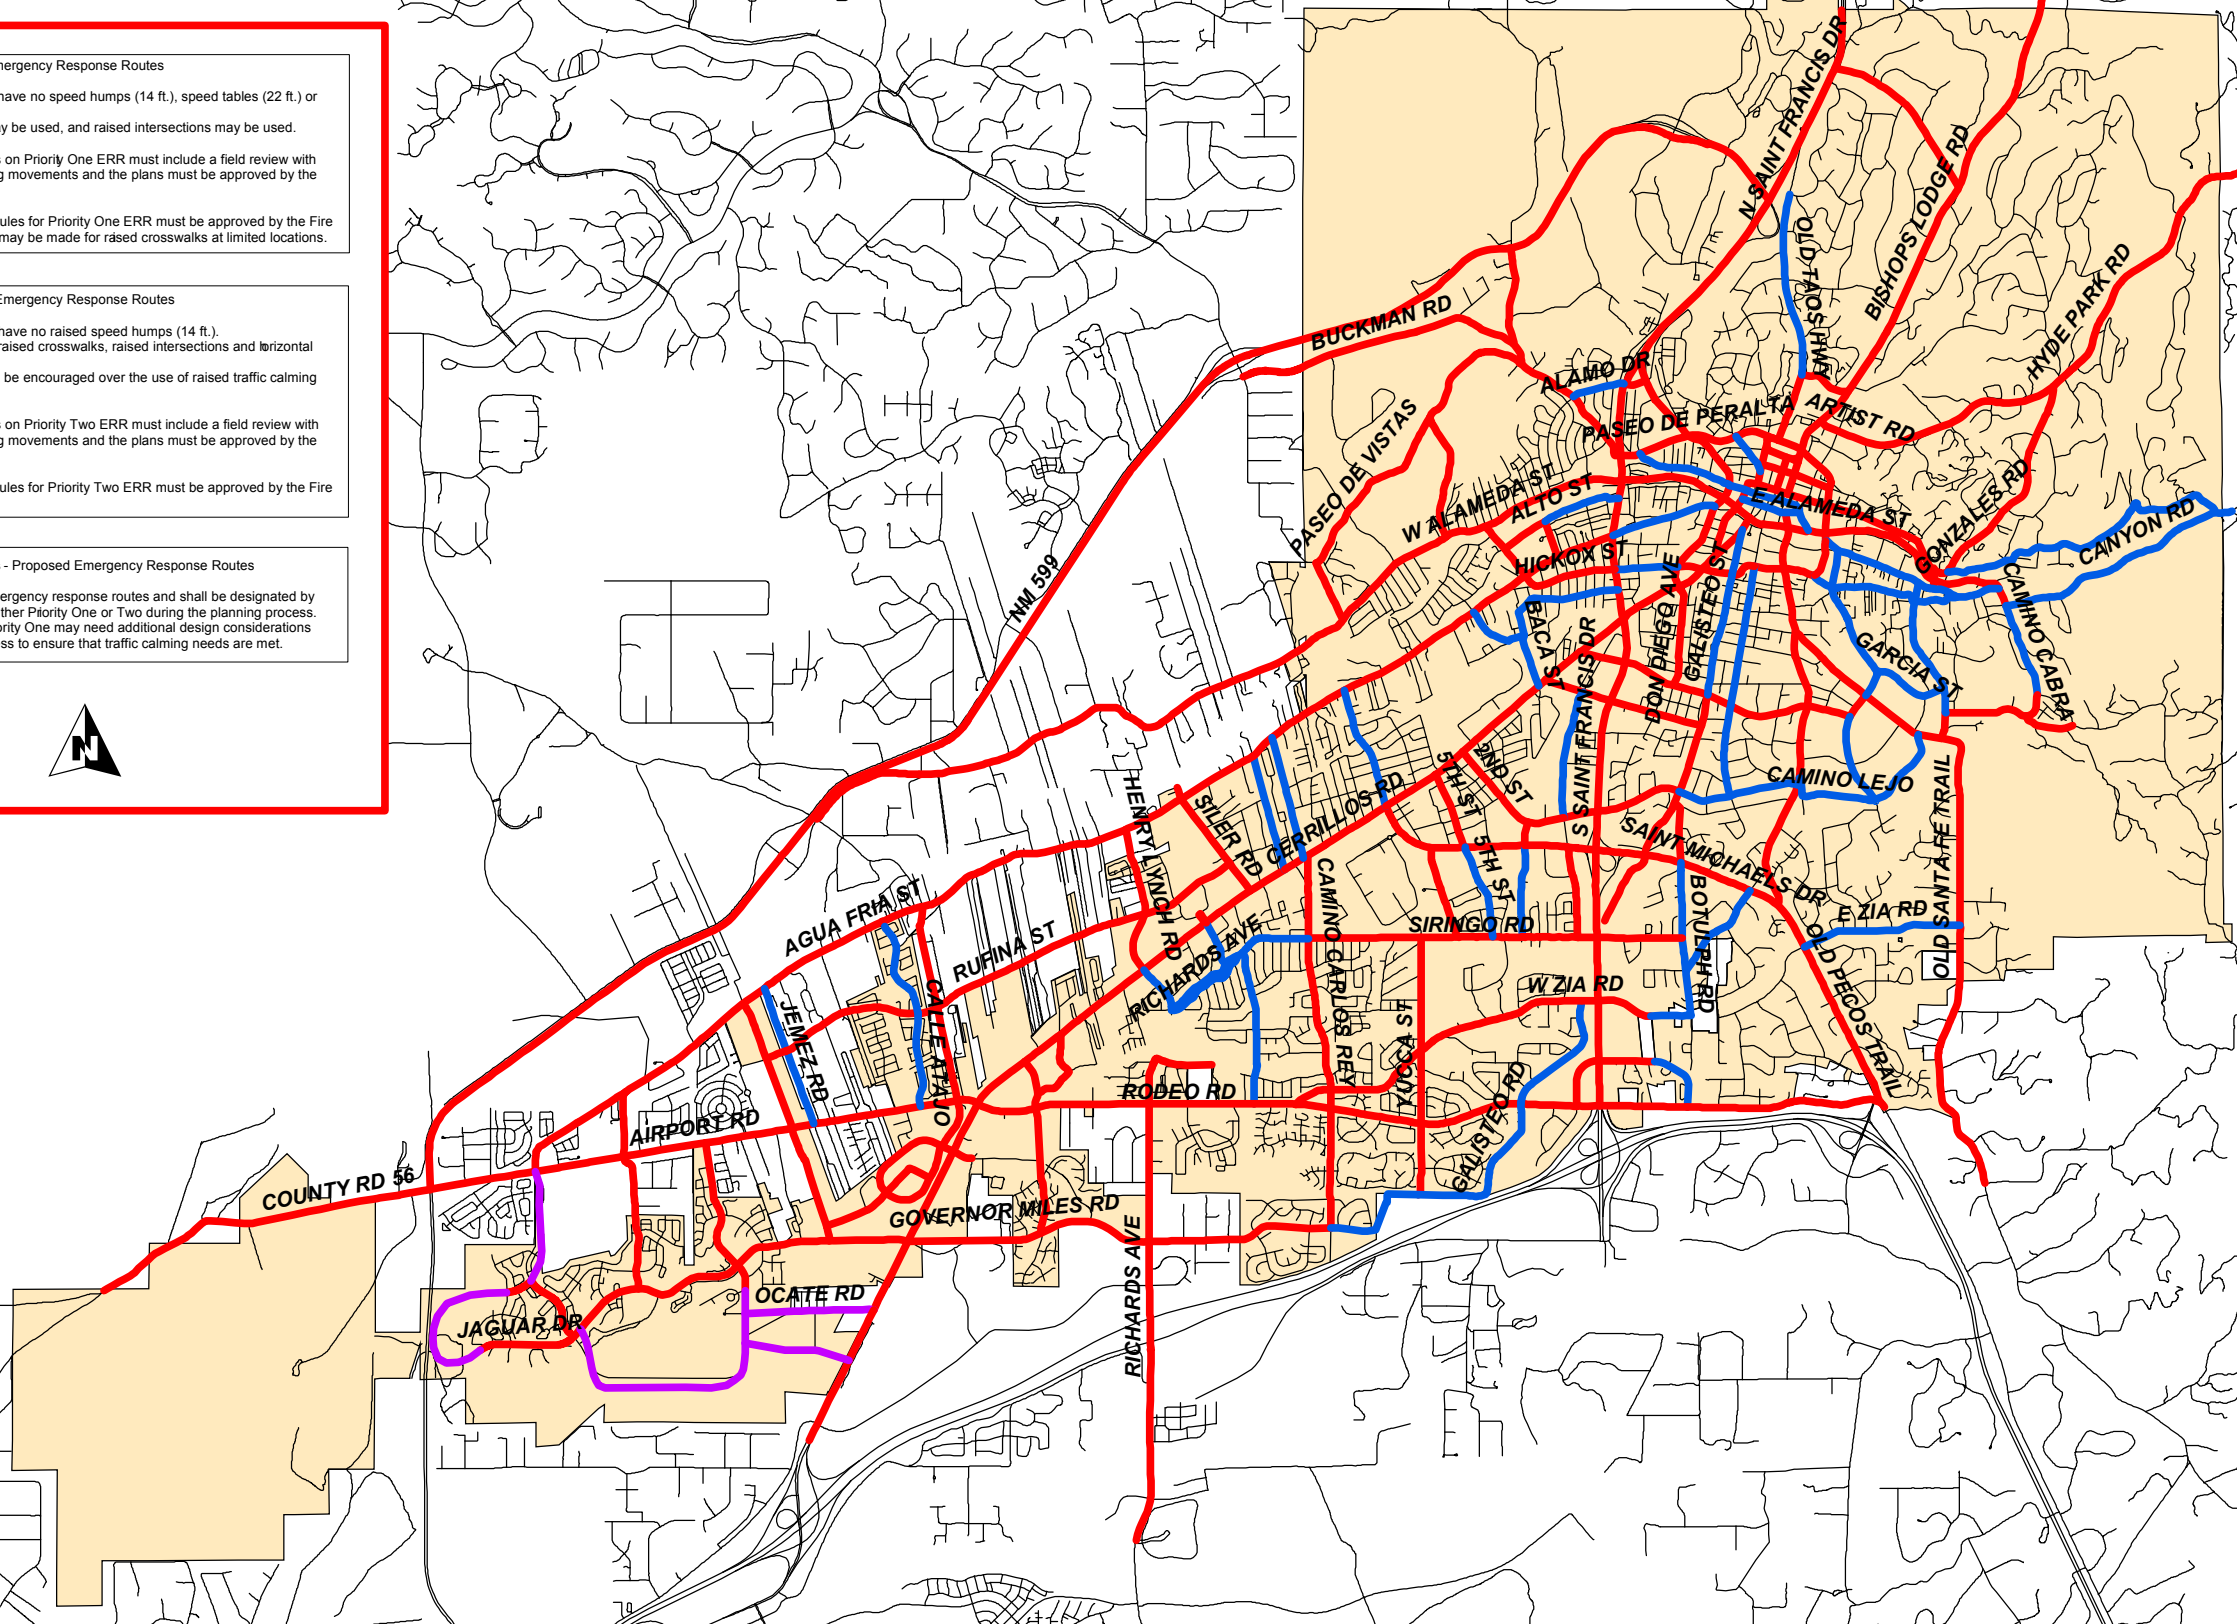 nergency Response Routes
have no speed humps (14 ft.), speed tables (22 ft.) or
ay be used, and raised intersections may be used.
s on Priority One ERR must include a field review with
g movements and the plans must be approved by the
ules for Priority One ERR must be approved by the Fire
may be made for raised crosswalks at limited locations.
Emergency Response Routes
have no raised speed humps (14 ft.).
raised crosswalks, raised intersections and horizontal
be encouraged over the use of raised traffic calming
s on Priority Two ERR must include a field review with
g movements and the plans must be approved by the
ules for Priority Two ERR must be approved by the Fire
- Proposed Emergency Response Routes
ergency response routes and shall be designated by
ther Priority One or Two during the planning process.
ority One may need additional design considerations
ss to ensure that traffic calming needs are met.
N
N SAINT FRANCIS DR
OLD TAOS HWY
BISHOPS LODGE RD
HYDE PARK RD
BUCKMAN RD
ALAMO DR
PASEO DE PERALTA
ARTIST RD
PASEO DE VISTAS
W ALAMEDA ST
ALTO ST
E ALAMEDA ST
GONZALES RD
CANYON RD
HICKOX ST
NM 599
BACA ST
DON DIEGO AVE
GALISTEO ST
CAMINO CABRA
GARCIA ST
S SAINT FRANCIS DR
2ND ST
5TH ST
CAMINO LEJO
HENRY LYNCH RD
SILER RD
CERRILLOS RD
SAINT MICHAELS DR
OLD SANTA FE TRAIL
5TH ST
CAMINO CARLOS REY
BOTULPH RD
AGUA FRIA ST
RUFINA ST
RICHARDS AVE
SIRINGO RD
E ZIA RD
OLD PECOS TRAIL
W ZIA RD
JEMEZ RD
CALLE ATAJO
YUCCA ST
RODEO RD
GALISTEO RD
AIRPORT RD
COUNTY RD 56
GOVERNOR MILES RD
RICHARDS AVE
OCATE RD
JAGUAR DR